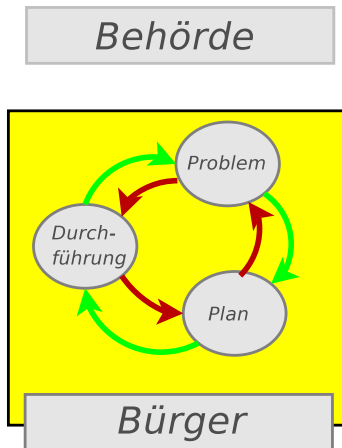 Behörde
Problem
Durch-
führung
Plan
Bürger